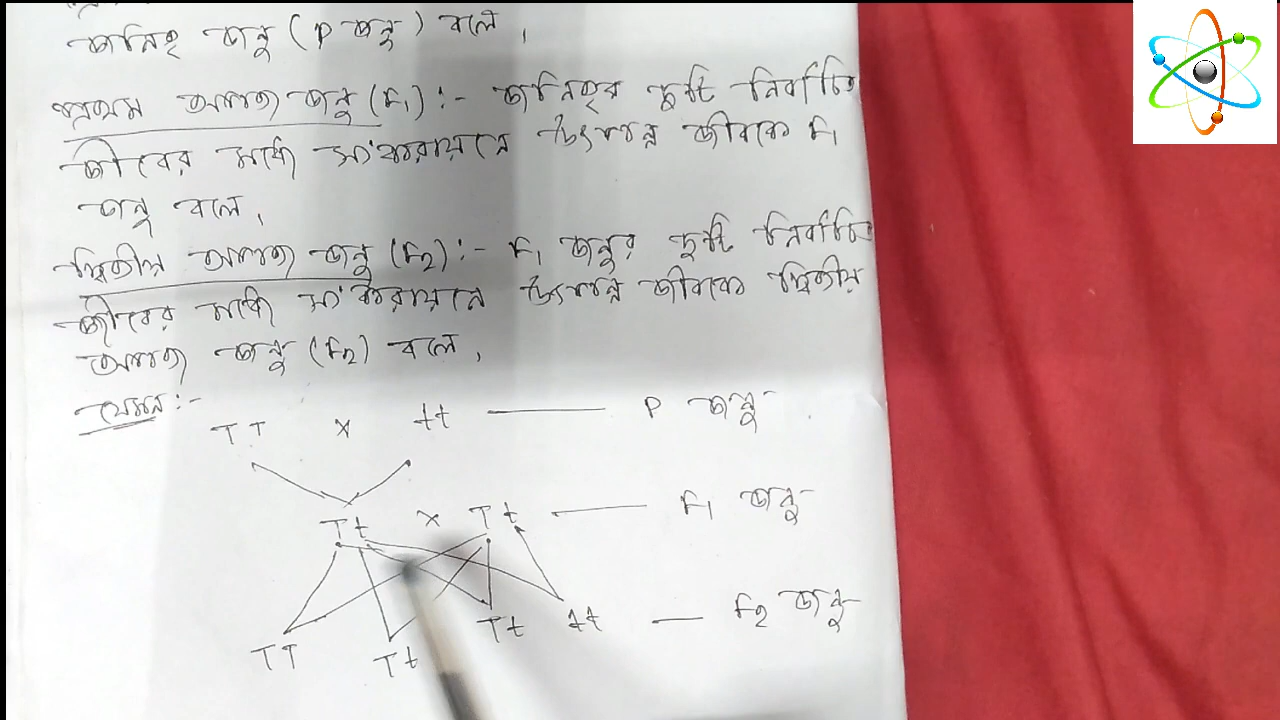 জনিতৃ জনু (P জনু) বলে।
প্রথম অপত্য জনু (F₁) :- জনিতৃর দুটি নির্বাচিত
জীবের মধ্যে সংকরায়নে উৎপন্ন জীবকে F₁
জনু বলে।
দ্বিতীয় অপত্য জনু (F₂) :- F₁ জনুর দুটি নির্বাচিত
জীবের মধ্যে সংকরায়নে উৎপন্ন জীবকে দ্বিতীয়
অপত্য জনু (F₂) বলে।
যেমন :-
TT x tt — P জনু
Tt x Tt — F₁ জনু
TT Tt Tt tt — F₂ জনু